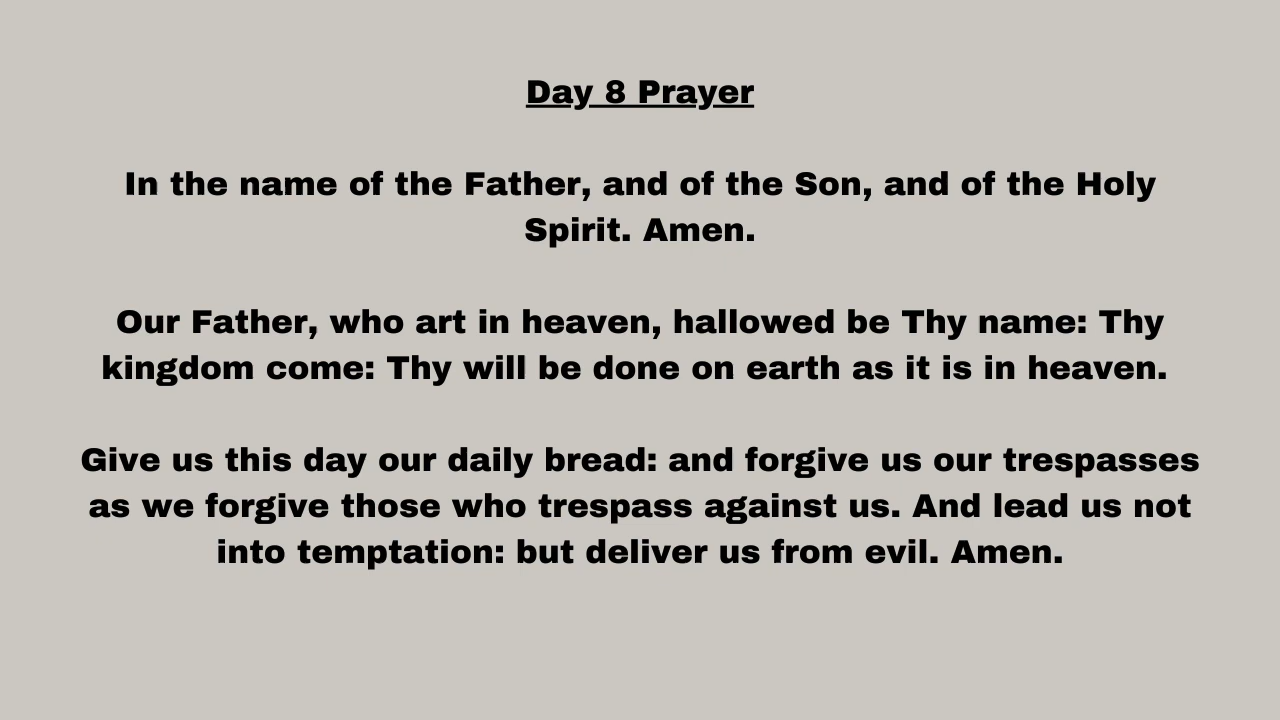 Day 8 Prayer
In the name of the Father, and of the Son, and of the Holy
Spirit. Amen.
Our Father, who art in heaven, hallowed be Thy name: Thy
kingdom come: Thy will be done on earth as it is in heaven.
Give us this day our daily bread: and forgive us our trespasses
as we forgive those who trespass against us. And lead us not
into temptation: but deliver us from evil. Amen.